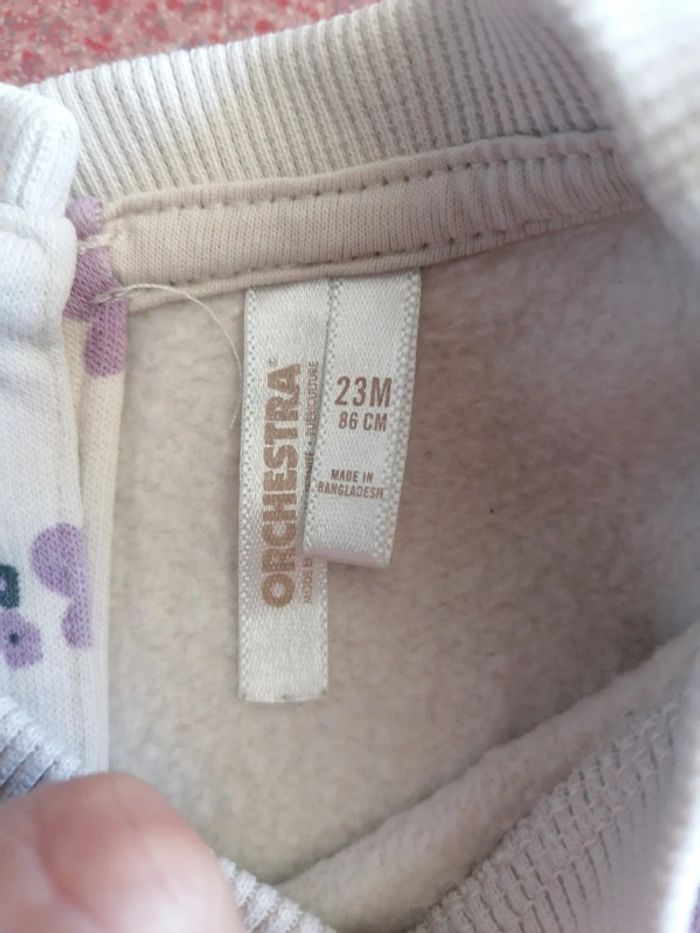 ORCHESTRA©
23M
86 CM
MADE IN
BANGLADESH